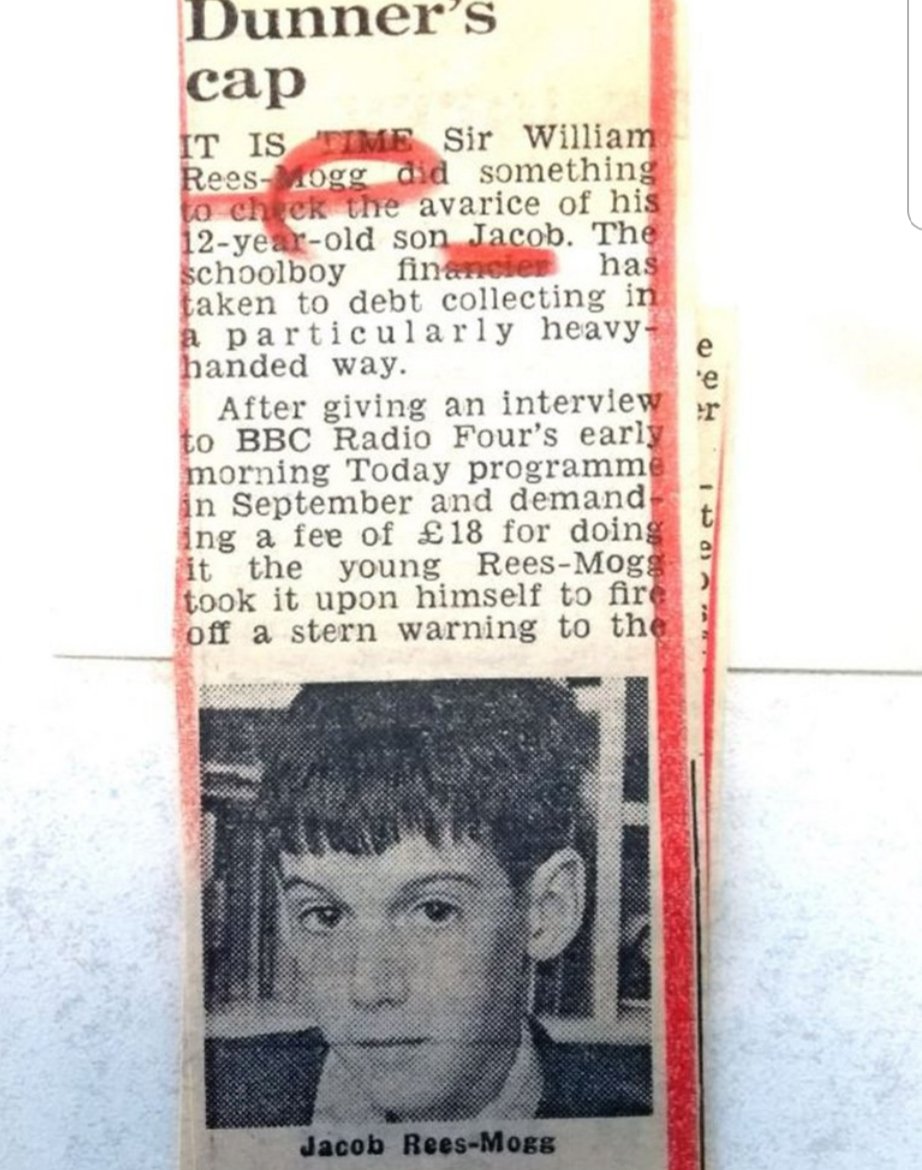 Dunner's
cap
IT IS TIME Sir William
Rees-Mogg did something
to check the avarice of his
12-year-old son Jacob. The
schoolboy financier has
taken to debt collecting in
a particularly heavy-
handed way.
After giving an interview
to BBC Radio Four's early
morning Today programme
in September and demand-
ing a fee of £18 for doing
it the young Rees-Mogg
took it upon himself to fire
off a stern warning to the
e
e
er
t
e
Jacob Rees-Mogg